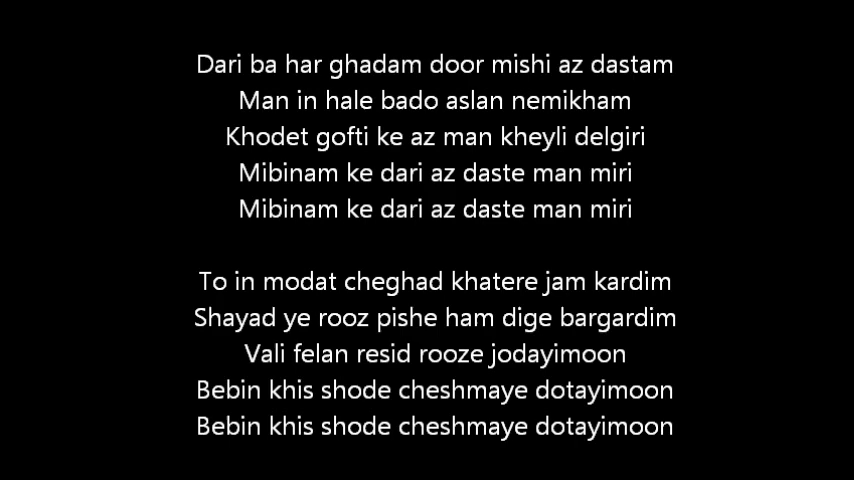 Dari ba har ghadam door mishi az dastam
Man in hale bado aslan nemikham
Khodet gofti ke az man kheyli delgiri
Mibinam ke dari az daste man miri
Mibinam ke dari az daste man miri
To in modat cheghad khatere jam kardim
Shayad ye rooz pishe ham dige bargardim
Vali felan resid rooze jodayimoon
Bebin khis shode cheshmaye dotayimoon
Bebin khis shode cheshmaye dotayimoon